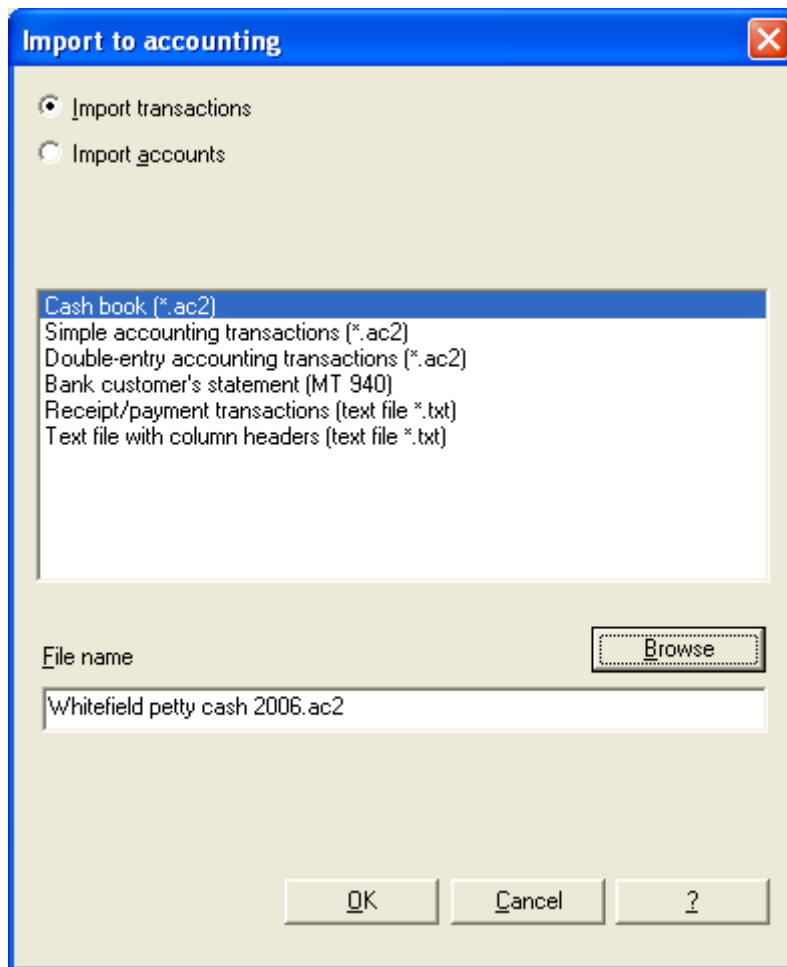 Import to accounting
Import transactions
Import accounts
Cash book (*.ac2)
Simple accounting transactions (*.ac2)
Double-entry accounting transactions (*.ac2)
Bank customer's statement (MT 940)
Receipt/payment transactions (text file *.txt)
Text file with column headers (text file *.txt)
File name
Browse
Whitefield petty cash 2006.ac2
OK Cancel ?